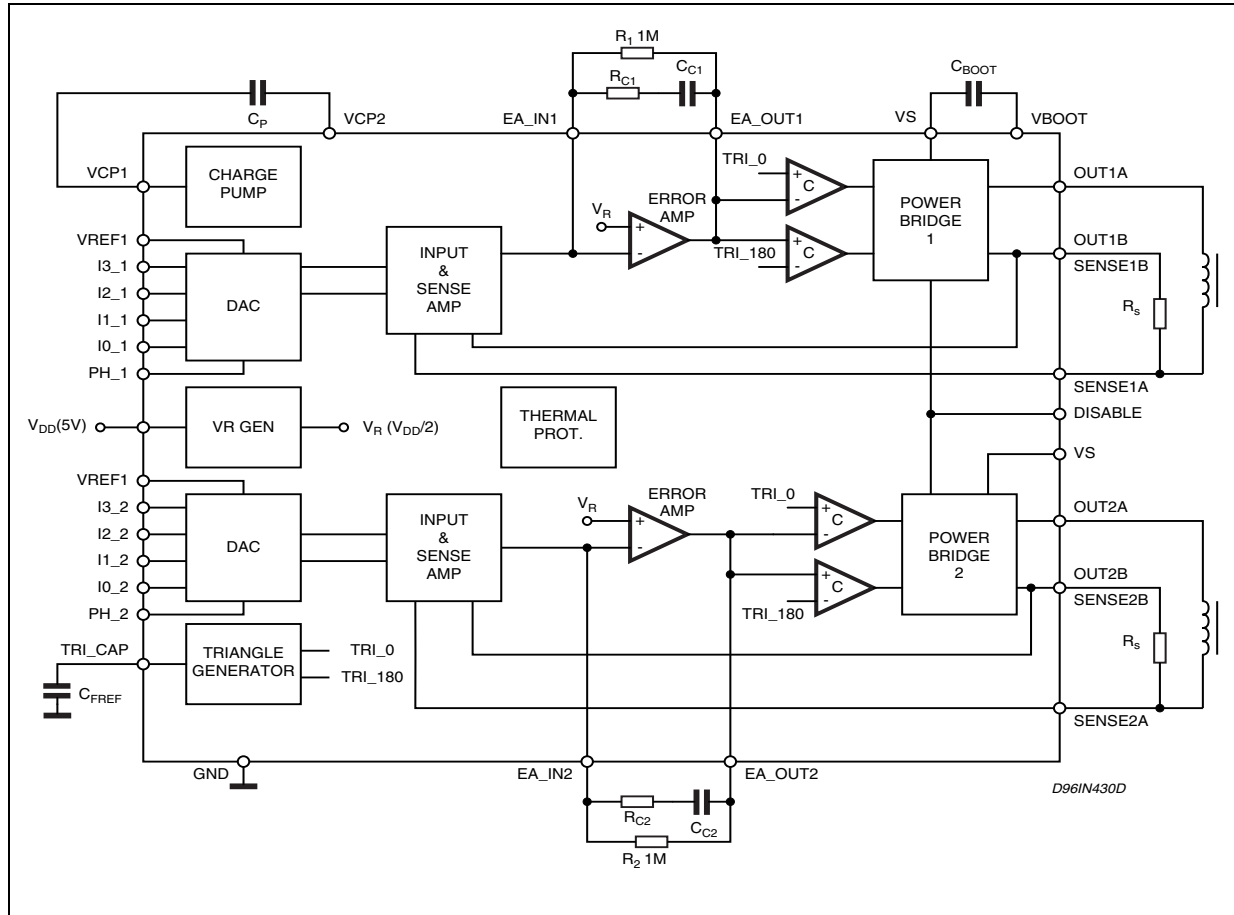 R1 1M
RC1
CC1
CBOOT
CP
VCP2
EA_IN1
EA_OUT1
VS
VBOOT
VCP1
CHARGE
PUMP
TRI_0
+
C
-
POWER
BRIDGE
1
OUT1A
VREF1
I3_1
I2_1
I1_1
I0_1
PH_1
DAC
INPUT
&
SENSE
AMP
VR
+
-
ERROR
AMP
TRI_180
+
C
-
OUT1B
SENSE1B
Rs
SENSE1A
DISABLE
VDD(5V)
VR GEN
VR (VDD/2)
THERMAL
PROT.
VS
VREF1
I3_2
I2_2
I1_2
I0_2
PH_2
DAC
INPUT
&
SENSE
AMP
VR
+
-
ERROR
AMP
TRI_0
+
C
-
+
C
-
TRI_180
POWER
BRIDGE
2
OUT2A
OUT2B
SENSE2B
Rs
SENSE2A
TRI_CAP
TRIANGLE
GENERATOR
TRI_0
TRI_180
CFREF
GND
EA_IN2
EA_OUT2
D96IN430D
RC2
CC2
R2 1M